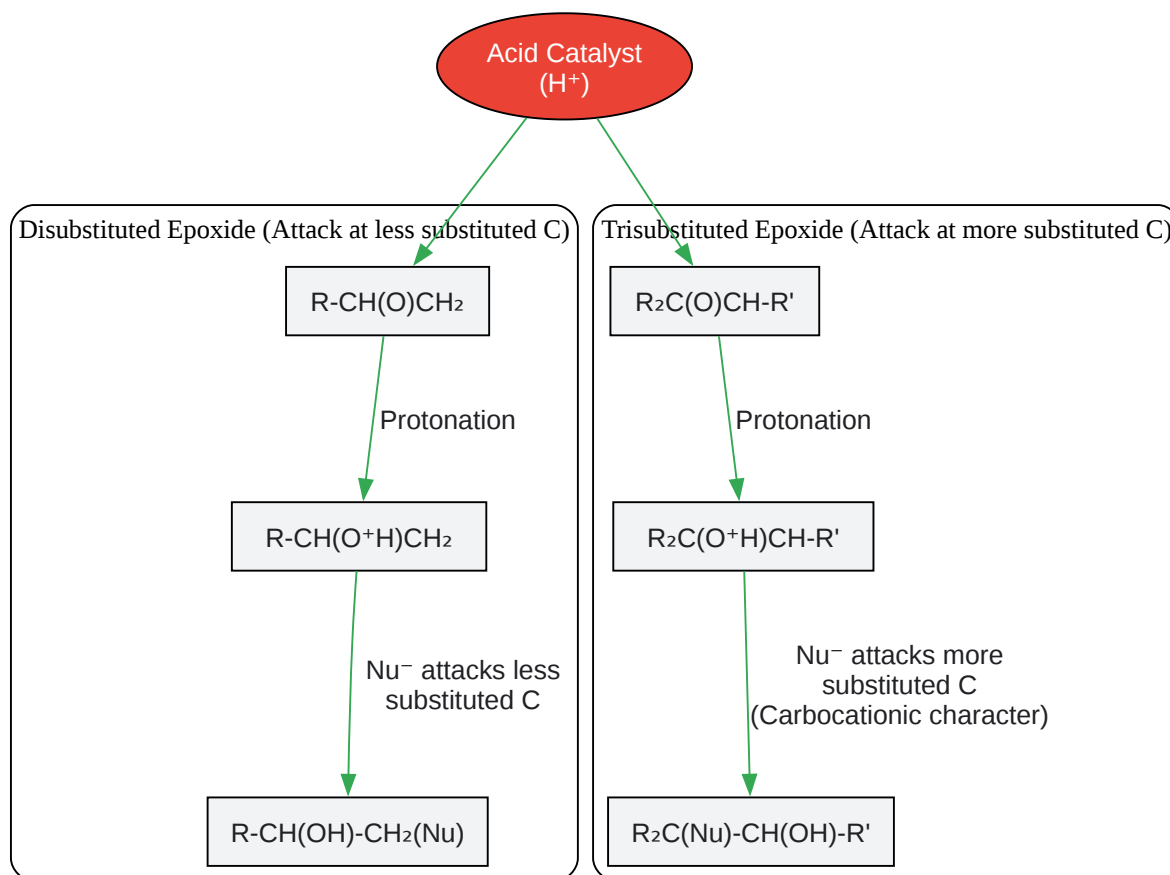 Acid Catalyst
(H⁺)
Disubstituted Epoxide (Attack at less substituted C)
R-CH(O)CH₂
Protonation
R-CH(O⁺H)CH₂
Nu⁻ attacks less
substituted C
R-CH(OH)-CH₂(Nu)
Trisubstituted Epoxide (Attack at more substituted C)
R₂C(O)CH-R'
Protonation
R₂C(O⁺H)CH-R'
Nu⁻ attacks more
substituted C
(Carbocationic character)
R₂C(Nu)-CH(OH)-R'